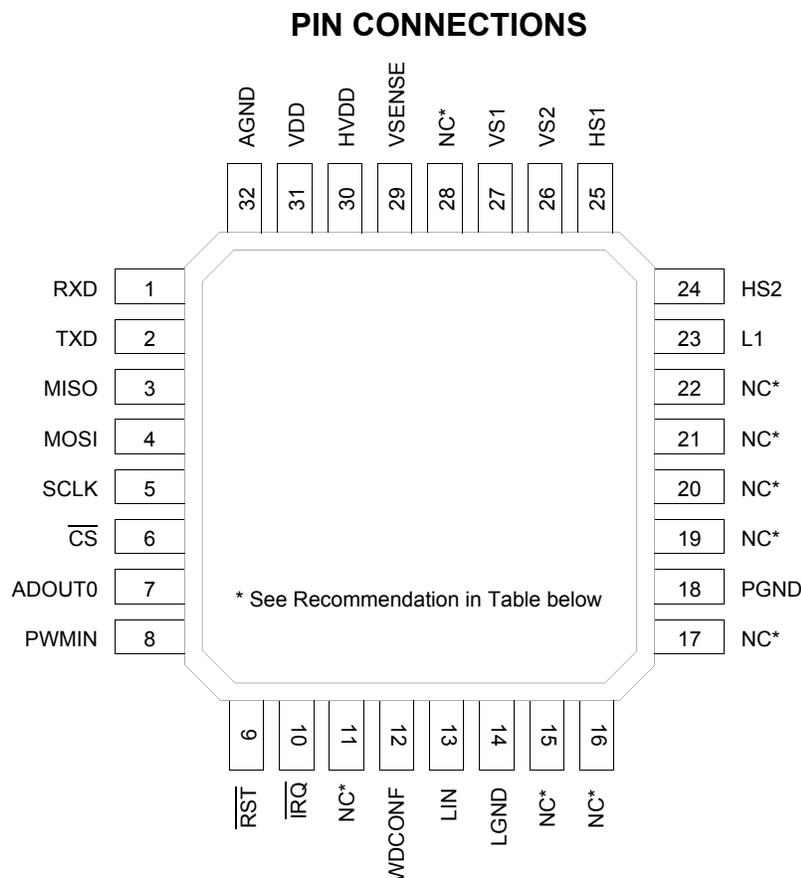 PIN CONNECTIONS
AGND
VDD
HVDD
VSENSE
NC*
VS1
VS2
HS1
32
31
30
29
28
27
26
25
RXD 1
TXD 2
MISO 3
MOSI 4
SCLK 5
C̅S̅ 6
ADOUT0 7
PWMIN 8
24 HS2
23 L1
22 NC*
21 NC*
20 NC*
19 NC*
18 PGND
17 NC*
* See Recommendation in Table below
9
10
11
12
13
14
15
16
R̅S̅T̅
I̅R̅Q̅
NC*
WDCONF
LIN
LGND
NC*
NC*